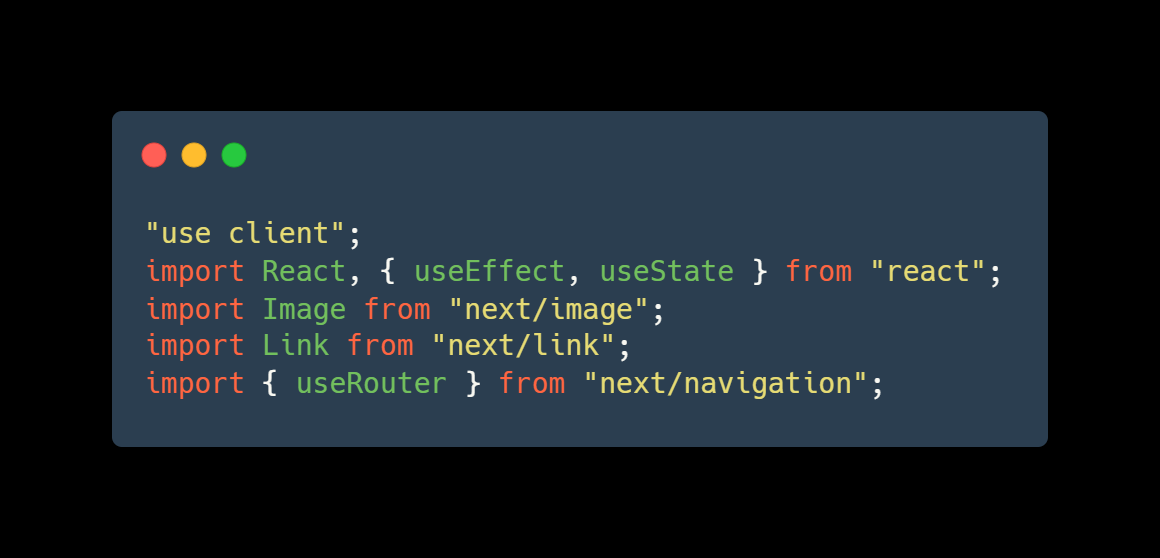 "use client";
import React, { useEffect, useState } from "react";
import Image from "next/image";
import Link from "next/link";
import { useRouter } from "next/navigation";